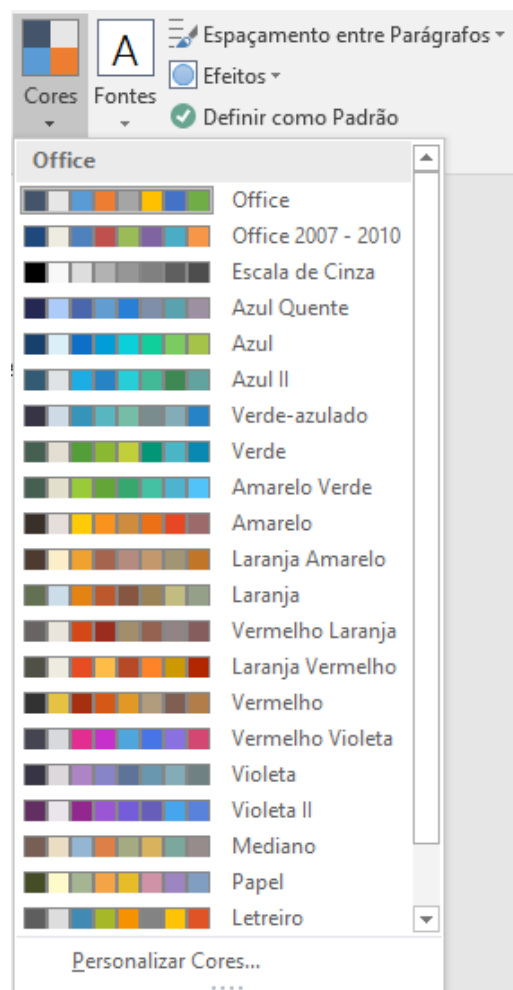 A
Espaçamento entre Parágrafos
Efeitos
Cores Fontes
Definir como Padrão
Office
Office
Office 2007 - 2010
Escala de Cinza
Azul Quente
Azul
Azul II
Verde-azulado
Verde
Amarelo Verde
Amarelo
Laranja Amarelo
Laranja
Vermelho Laranja
Laranja Vermelho
Vermelho
Vermelho Violeta
Violeta
Violeta II
Mediano
Papel
Letreiro
Personalizar Cores...